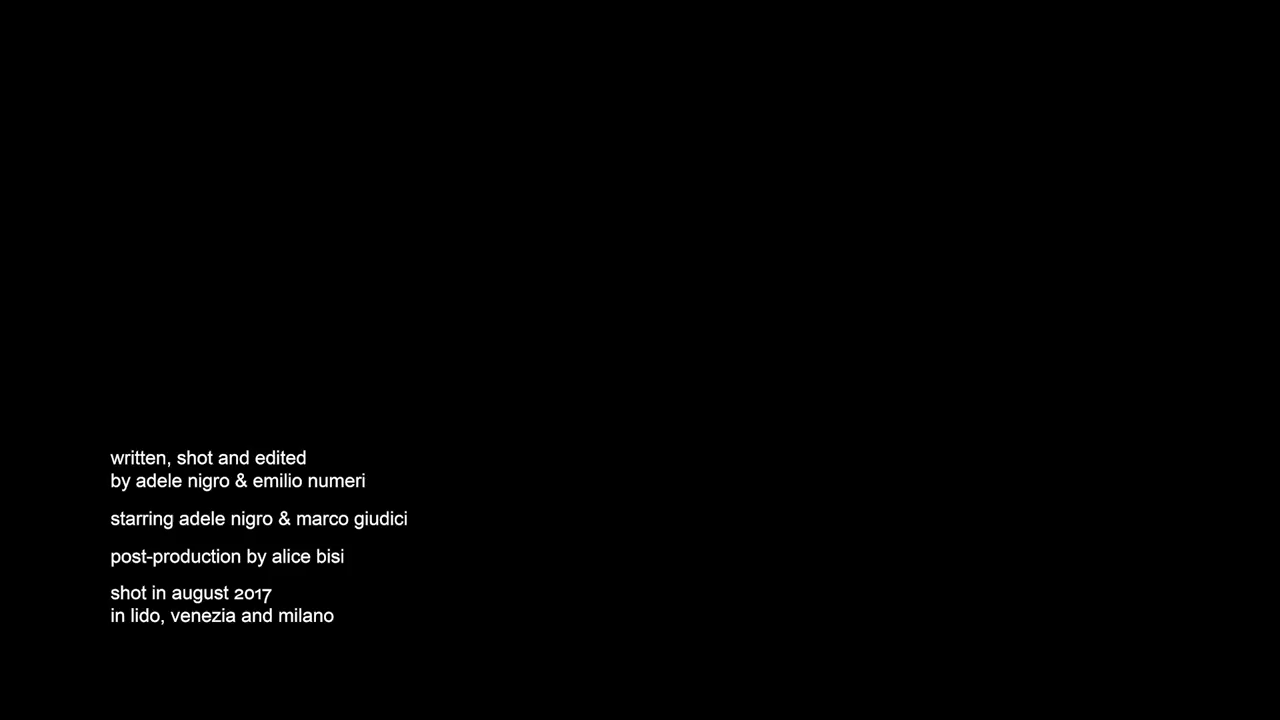 written, shot and edited
by adele nigro & emilio numeri
starring adele nigro & marco giudici
post-production by alice bisi
shot in august 2017
in lido, venezia and milano